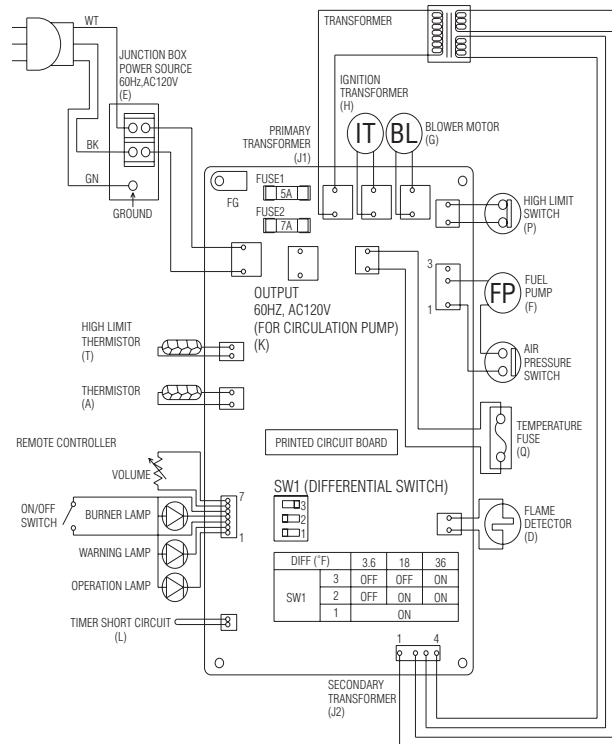 WT
JUNCTION BOX
POWER SOURCE
60Hz,AC120V
(E)
BK
GN
GROUND
TRANSFORMER
IGNITION
TRANSFORMER
(H)
PRIMARY
TRANSFORMER
(J1)
IT
BL
BLOWER MOTOR
(G)
FG
FUSE1
5A
FUSE2
7A
HIGH LIMIT
SWITCH
(P)
3
1
FP
FUEL
PUMP
(F)
AIR
PRESSURE
SWITCH
OUTPUT
60HZ, AC120V
(FOR CIRCULATION PUMP)
(K)
HIGH LIMIT
THERMISTOR
(T)
THERMISTOR
(A)
TEMPERATURE
FUSE
(Q)
PRINTED CIRCUIT BOARD
REMOTE CONTROLLER
VOLUME
ON/OFF
SWITCH
BURNER LAMP
WARNING LAMP
OPERATION LAMP
7
1
SW1 (DIFFERENTIAL SWITCH)
3
2
1
FLAME
DETECTOR
(D)
DIFF (°F) 3.6 18 36
SW1 3 OFF OFF ON
2 OFF ON ON
1 ON
TIMER SHORT CIRCUIT
(L)
1 4
SECONDARY
TRANSFORMER
(J2)